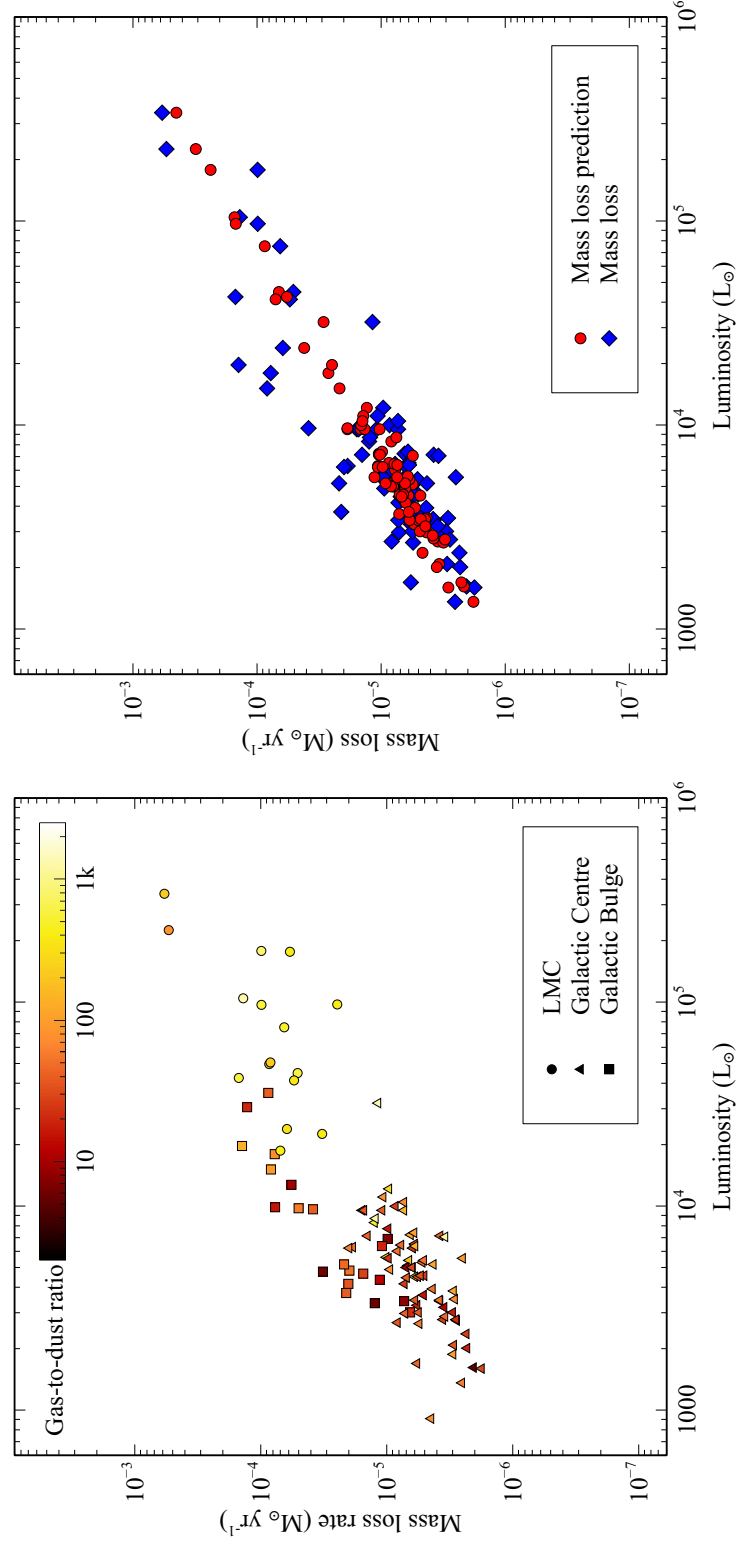 Gas-to-dust ratio
10
100
1k
10⁻³
10⁻⁴
10⁻⁵
10⁻⁶
10⁻⁷
Mass loss rate (M☉ yr⁻¹)
1000
10⁴
10⁵
10⁶
Luminosity (L☉)
LMC
Galactic Centre
Galactic Bulge
10⁻³
10⁻⁴
10⁻⁵
10⁻⁶
10⁻⁷
Mass loss (M☉ yr⁻¹)
1000
10⁴
10⁵
10⁶
Luminosity (L☉)
Mass loss prediction
Mass loss